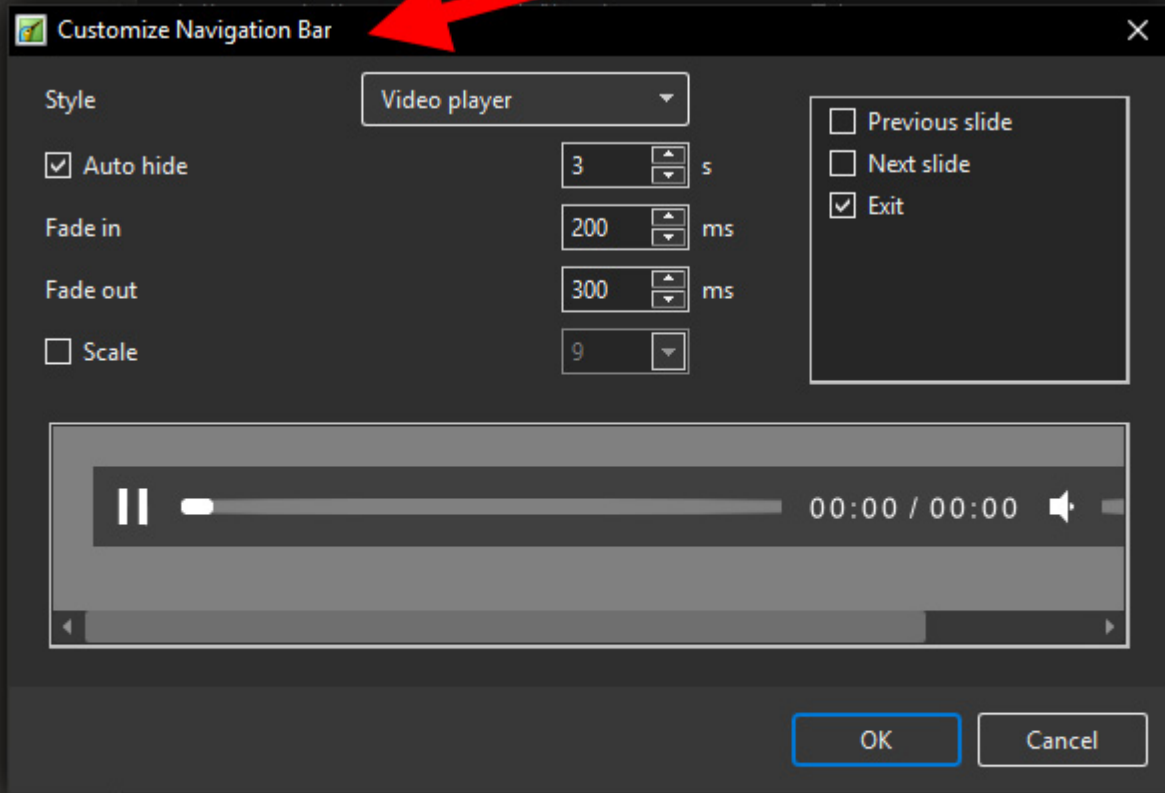 Customize Navigation Bar
Style
Video player
Auto hide
3
s
Fade in
200
ms
Fade out
300
ms
Scale
9
Previous slide
Next slide
Exit
00:00 / 00:00
OK
Cancel